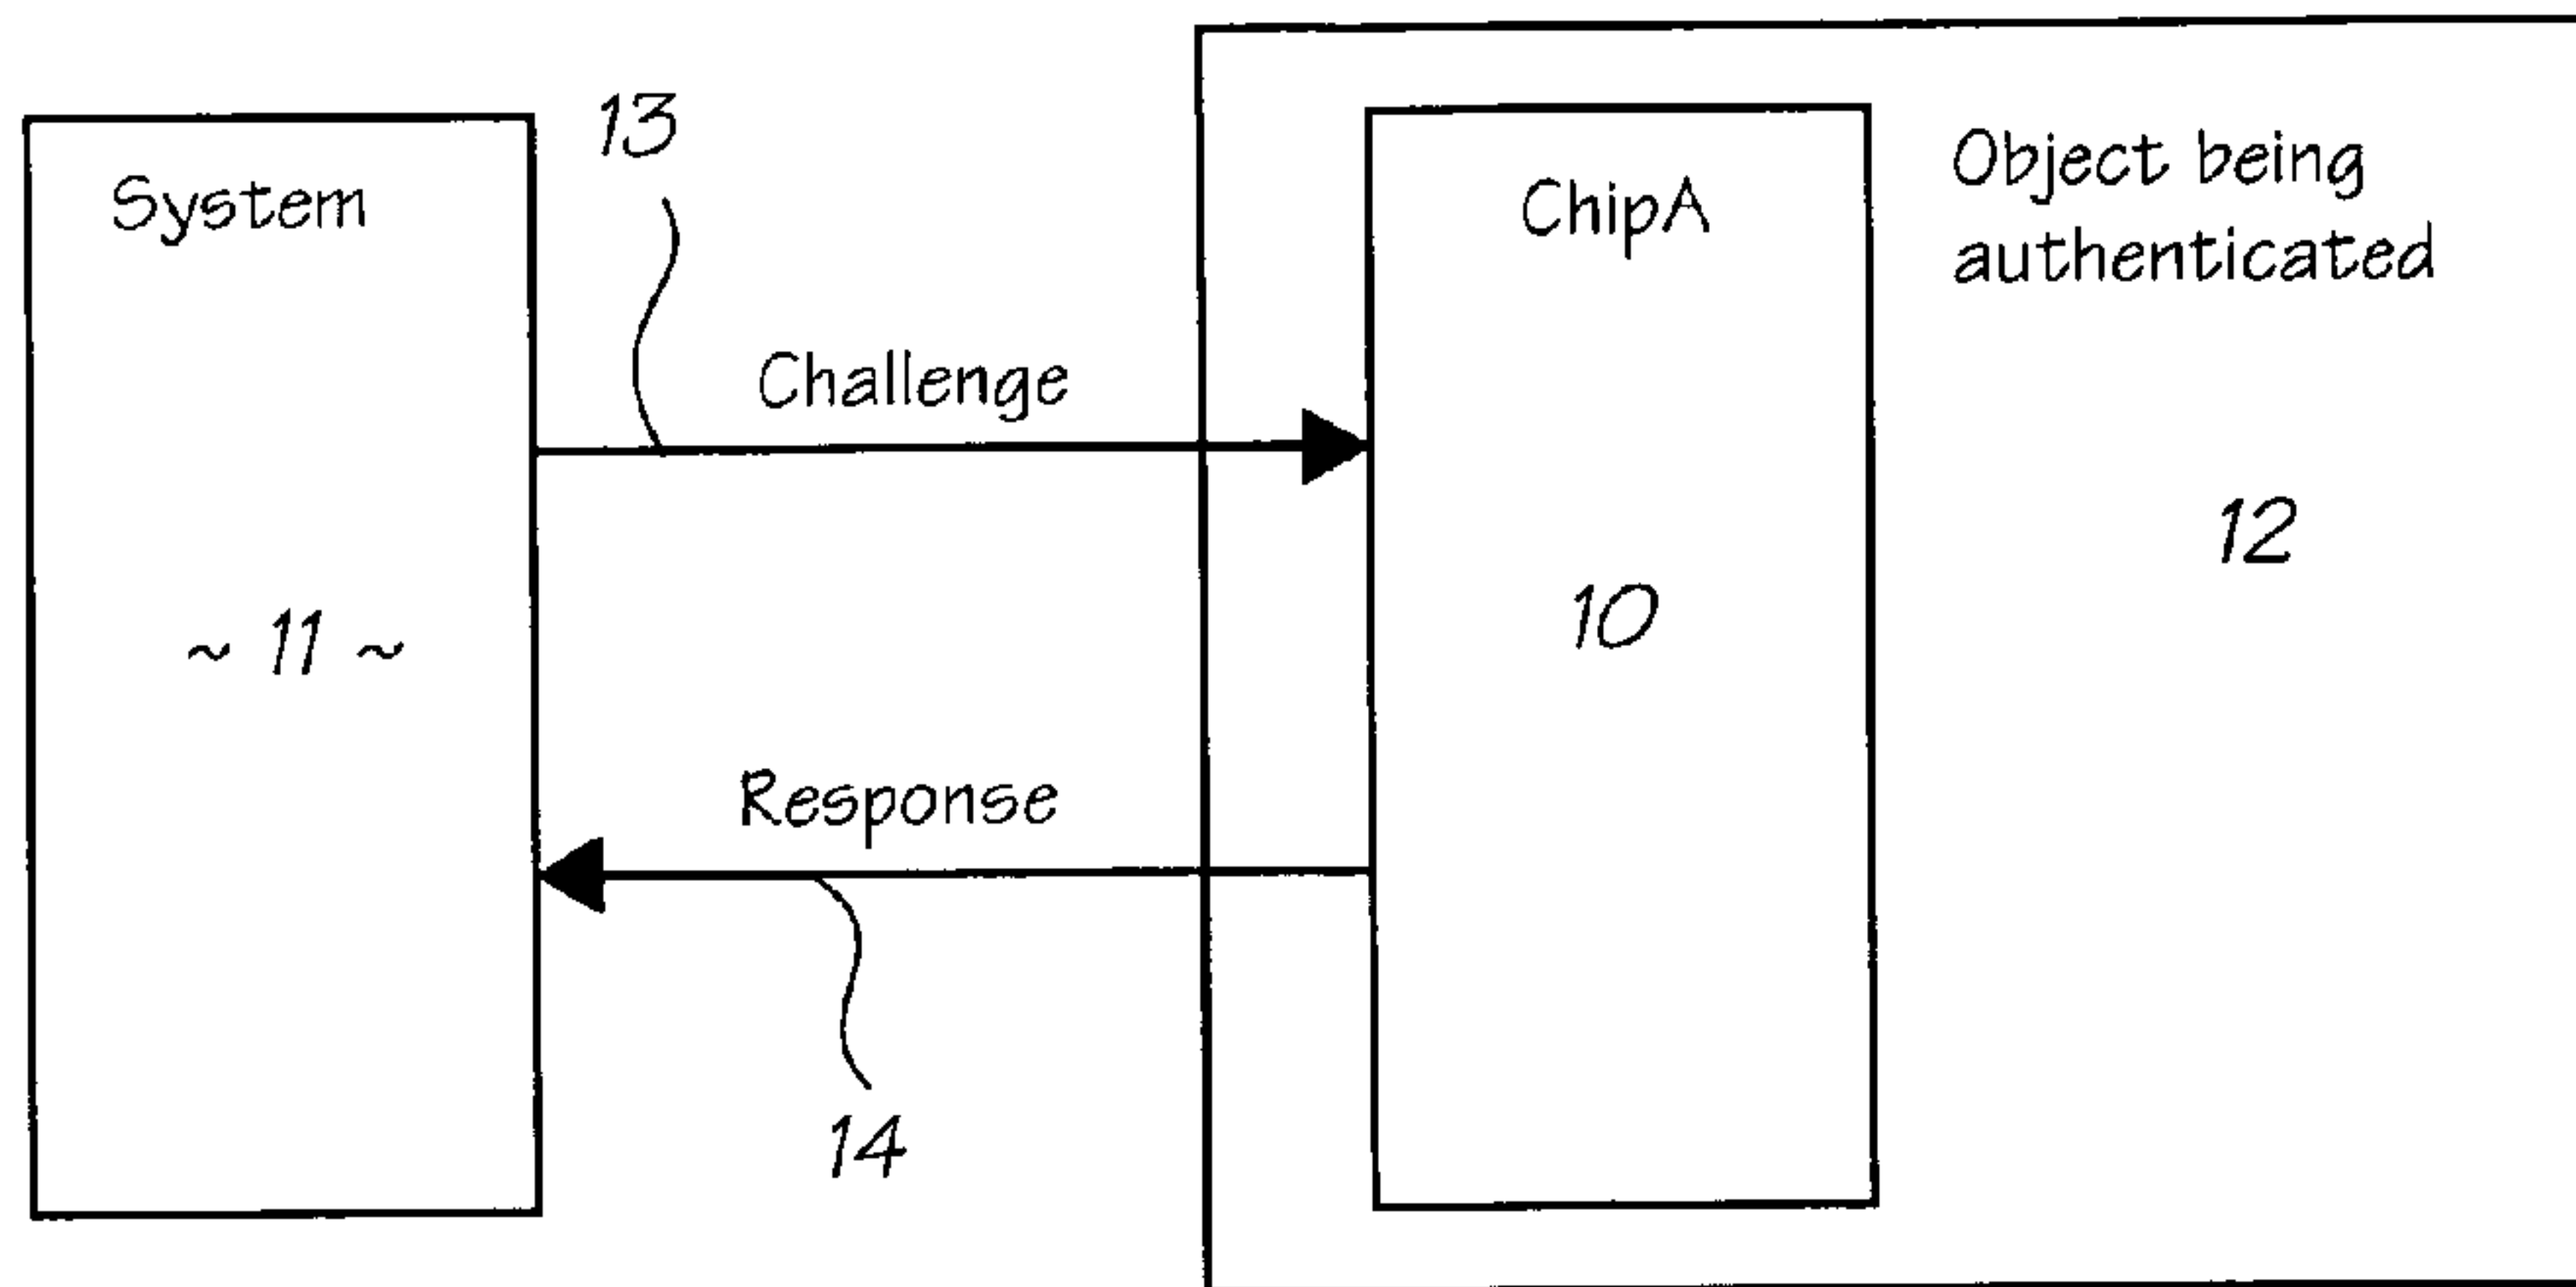 13
System
ChipA
Object being
authenticated
Challenge
12
10
~ 11 ~
Response
14